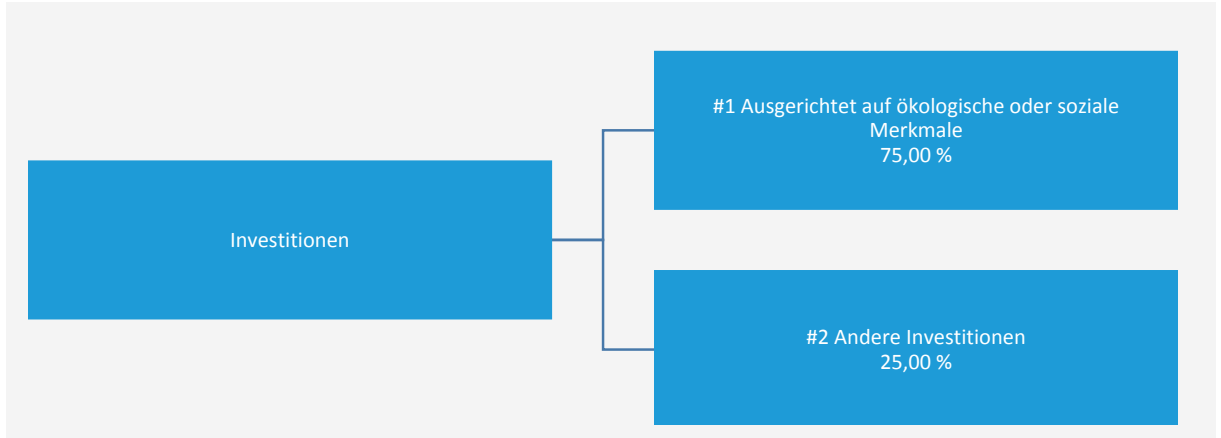 #1 Ausgerichtet auf ökologische oder soziale
Merkmale
75,00 %
Investitionen
#2 Andere Investitionen
25,00 %